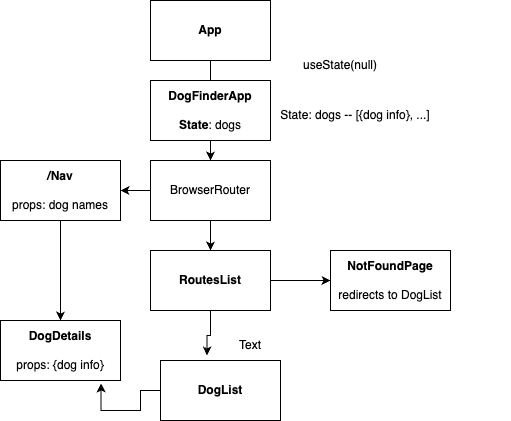 App
useState(null)
DogFinderApp
State: dogs
State: dogs -- [{dog info}, ...]
/Nav
props: dog names
BrowserRouter
RoutesList
NotFoundPage
redirects to DogList
DogDetails
props: {dog info}
Text
DogList